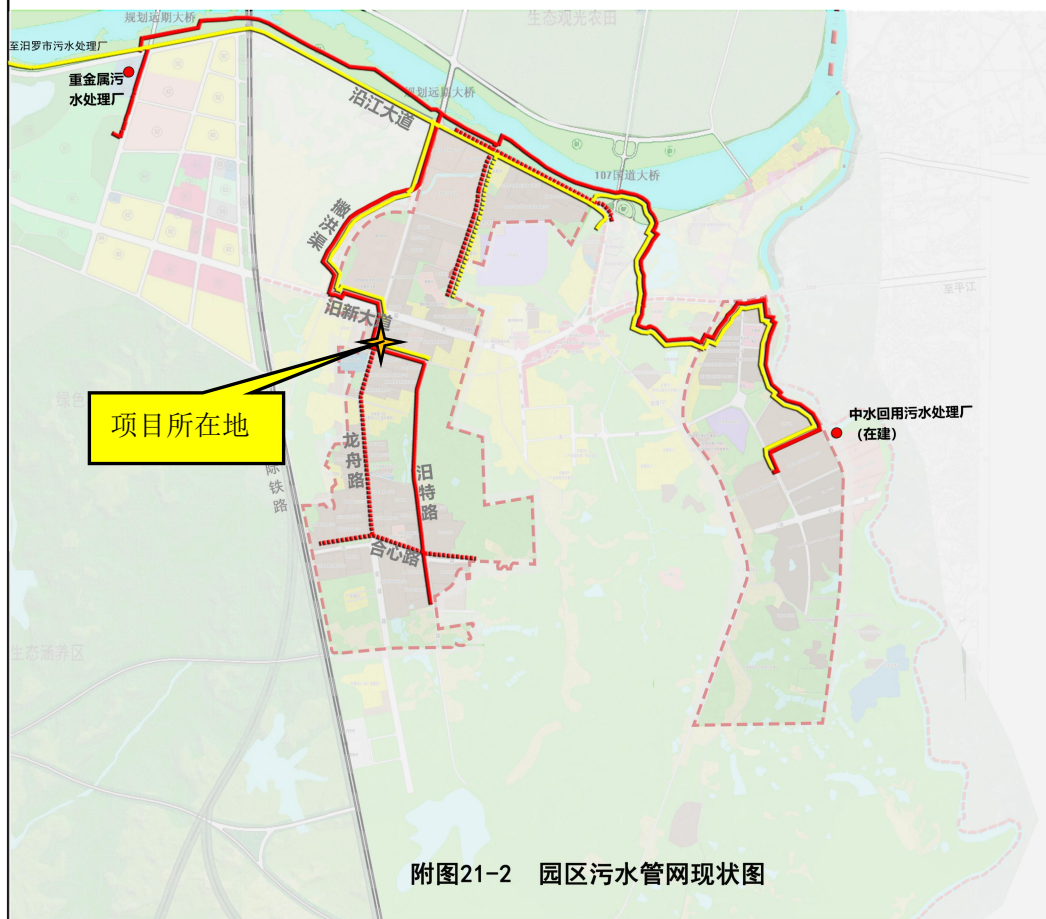 规划远期大桥
生态观光农田
至汨罗市污水处理厂
重金属污
水处理厂
规划远期大桥
沿江大道
107国道大桥
撇洪渠
至平江
汨新大道
项目所在地
中水回用污水处理厂
（在建）
龙舟路
汨特路
际铁路
合心路
生态涵养区
附图21-2 园区污水管网现状图